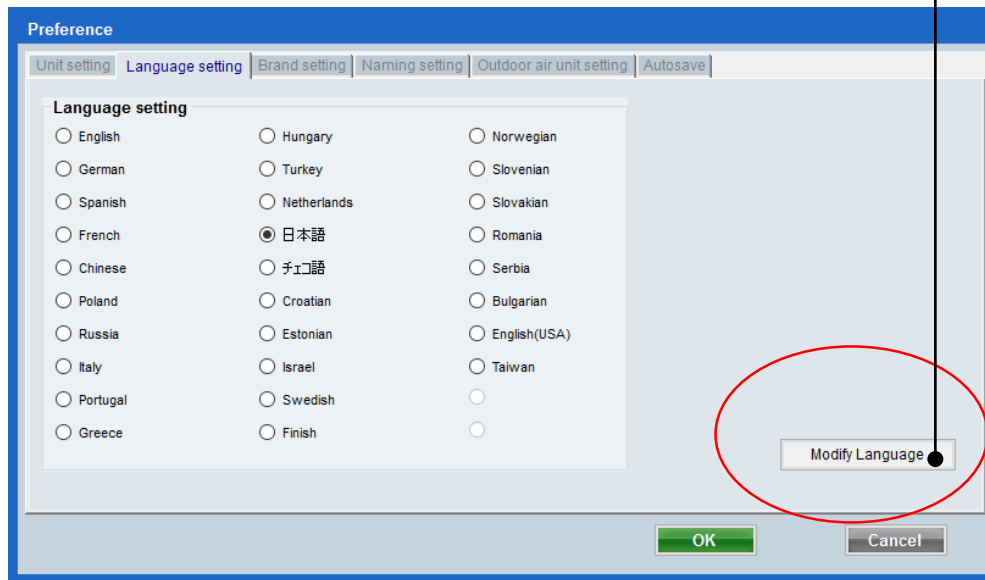 Preference
Unit setting Language setting Brand setting Naming setting Outdoor air unit setting Autosave
Language setting
English Hungary Norwegian
German Turkey Slovenian
Spanish Netherlands Slovakian
French 日本語 Romania
Chinese チェコ語 Serbia
Poland Croatian Bulgarian
Russia Estonian English(USA)
Italy Israel Taiwan
Portugal Swedish
Greece Finish
Modify Language
OK Cancel